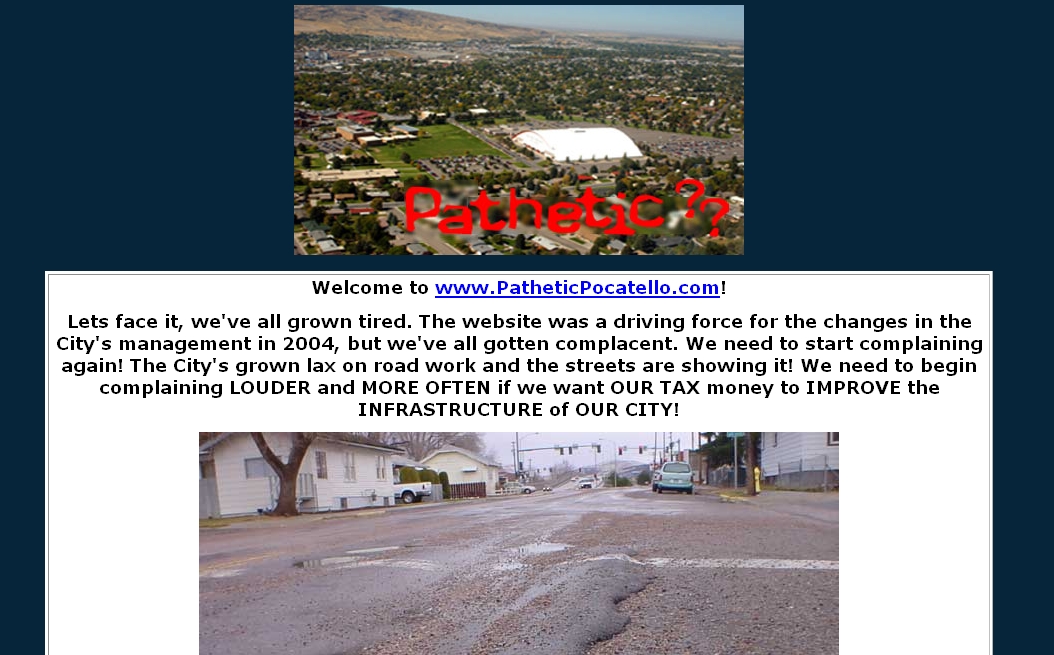 Pathetic??
Welcome to www.PatheticPocatello.com!
Lets face it, we've all grown tired. The website was a driving force for the changes in the
City's management in 2004, but we've all gotten complacent. We need to start complaining
again! The City's grown lax on road work and the streets are showing it! We need to begin
complaining LOUDER and MORE OFTEN if we want OUR TAX money to IMPROVE the
INFRASTRUCTURE of OUR CITY!